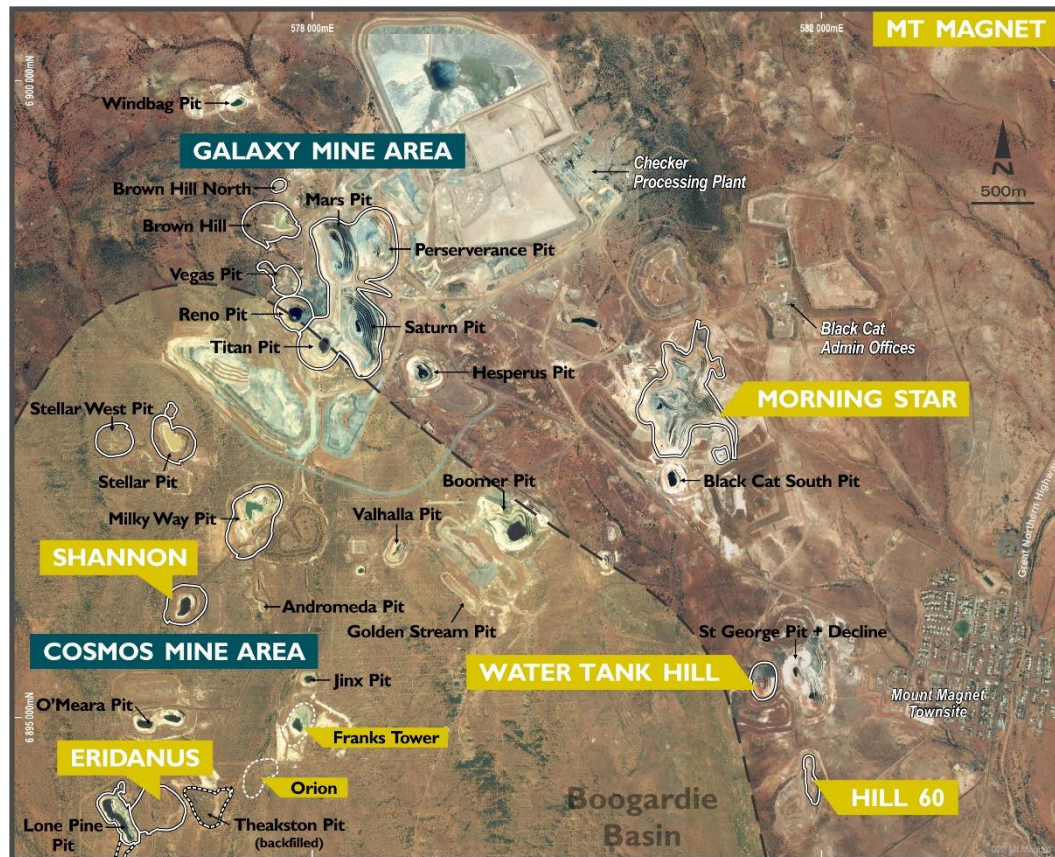 578 000mE
582 000mE
MT MAGNET
6 900 000mN
Windbag Pit
GALAXY MINE AREA
Checker
Processing Plant
N
500m
Brown Hill North
Mars Pit
Brown Hill
Perserverance Pit
Vegas Pit
Reno Pit
Saturn Pit
Titan Pit
Black Cat
Admin Offices
Hesperus Pit
MORNING STAR
Stellar West Pit
Stellar Pit
Boomer Pit
Black Cat South Pit
Milky Way Pit
Valhalla Pit
Great Northern Highway
SHANNON
Andromeda Pit
Golden Stream Pit
St George Pit + Decline
COSMOS MINE AREA
WATER TANK HILL
Jinx Pit
O'Meara Pit
Mount Magnet
Townsite
6 895 000mN
Franks Tower
ERIDANUS
Orion
HILL 60
Boogardie
Basin
Lone Pine
Pit
Theakston Pit
(backfilled)